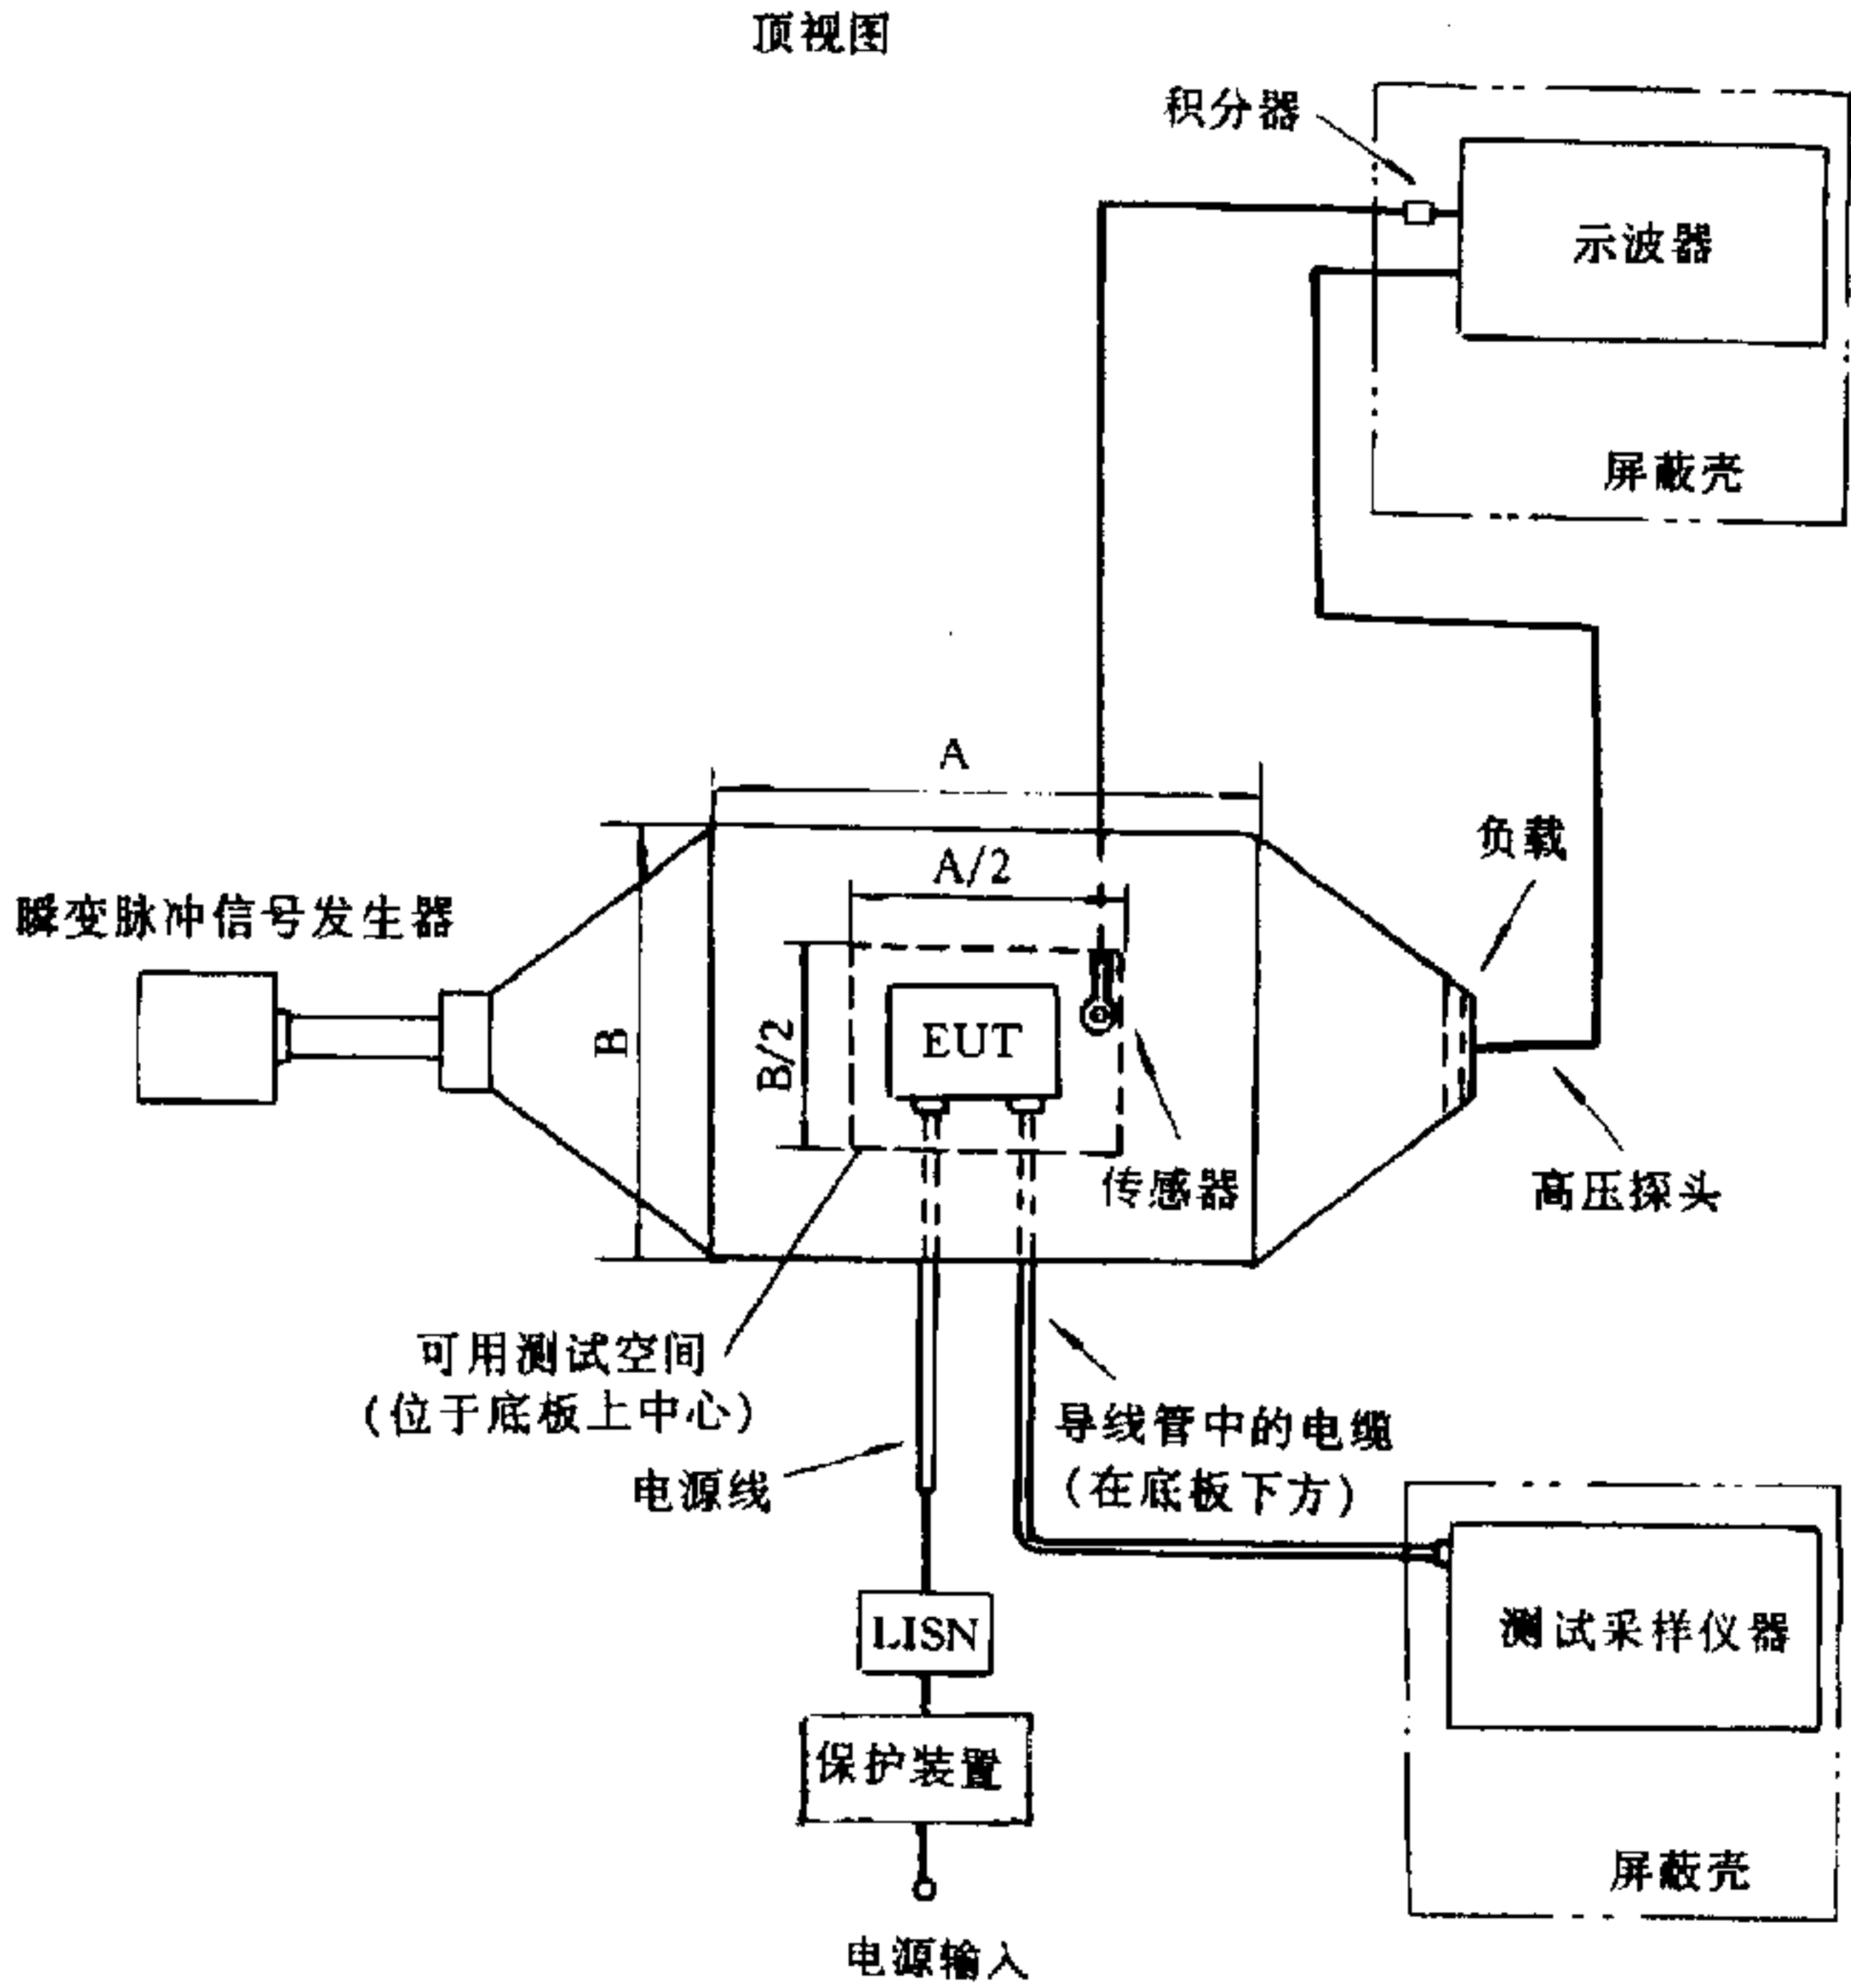 顶视图
积分器
示波器
屏蔽壳
A
负载
A/2
瞬变脉冲信号发生器
B
B/2
EUT
传感器
高压探头
可用测试空间
(位于底板上中心)
导线管中的电缆
(在底板下方)
电源线
LISN
测试采样仪器
保护装置
屏蔽壳
电源输入